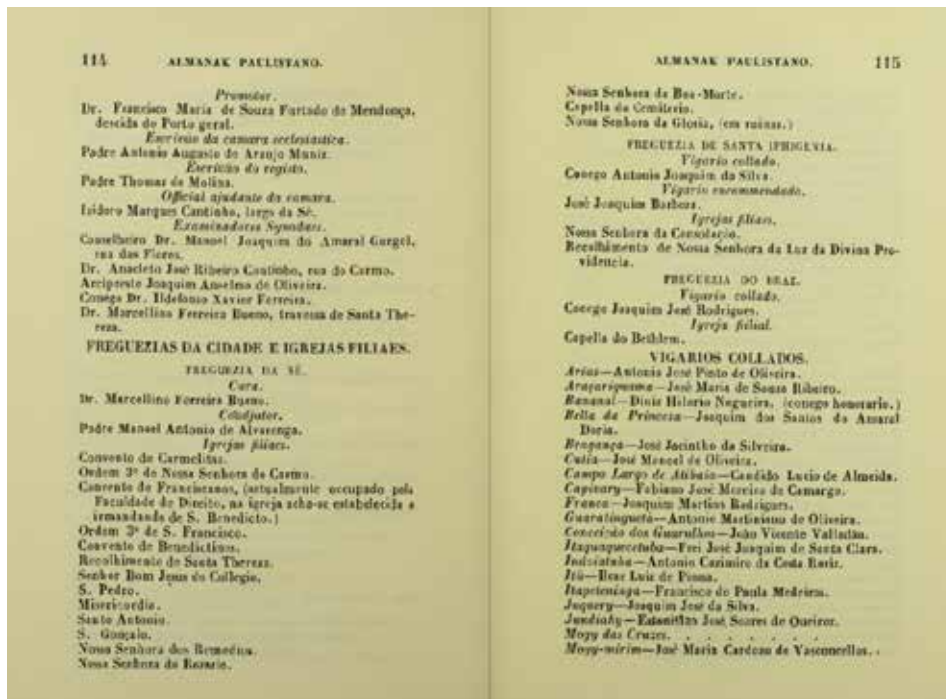 114 ALMANAK PAULISTANO.
Promotor.
Dr. Francisco Maria de Souza Furtado de Mendonça,
descida do Porto geral.
Escrivão da camara ecclesiastica.
Padre Antonio Augusto de Araujo Muniz.
Escrivão do registo.
Padre Thomaz de Molina.
Official ajudante da camara.
Izidoro Marques Cantinho, largo da Sé.
Examinadores Synodaes.
Conselheiro Dr. Manoel Joaquim do Amaral Gurgel,
rua das Flores.
Dr. Anacleto José Ribeiro Coutinho, rua do Carmo.
Arcipreste Joaquim Anselmo de Oliveira.
Conego Dr. Ildefonso Xavier Ferreira.
Dr. Marcellino Ferreira Bueno, travessa de Santa The-
reza.
FREGUEZIAS DA CIDADE E IGREJAS FILIAES.
FREGUEZIA DA SÉ.
Cura.
Dr. Marcellino Ferreira Bueno.
Coadjutor.
Padre Manoel Antonio de Alvarenga.
Igrejas filiaes.
Convento de Carmelitas.
Ordem 3ª de Nossa Senhora do Carmo.
Convento de Franciscanos, (actualmente occupado pela
Faculdade de Direito, na igreja acha-se estabelecida a
irmandande de S. Benedicto.)
Ordem 3ª de S. Francisco.
Convento de Benedictinos.
Recolhimento de Santa Thereza.
Senhor Bom Jesus do Collegio.
S. Pedro.
Misericordia.
Santo Antonio.
S. Gonçalo.
Nossa Senhora dos Remedios.
Nossa Senhora do Rozario.
ALMANAK PAULISTANO. 115
Nossa Senhora da Boa-Morte.
Capella do Cemiterio.
Nossa Senhora da Gloria, (em ruinas.)
FREGUEZIA DE SANTA IPHIGENIA.
Vigario collado.
Conego Antonio Joaquim da Silva.
Vigario encommendado.
José Joaquim Barboza.
Igrejas filiaes.
Nossa Senhora da Consolação.
Recolhimento de Nossa Senhora da Luz da Divina Pro-
videncia.
FREGUEZIA DO BRAZ.
Vigario collado.
Conego Joaquim José Rodrigues.
Igreja filial.
Capella do Bethlem.
VIGARIOS COLLADOS.
Arêas—Antonio José Pinto de Oliveira.
Araçariguama—José Maria de Souza Ribeiro.
Bananal—Diniz Hilario Nogueira, (conego honorario.)
Bella da Princeza—Joaquim dos Santos do Amaral
Doria.
Bragança—José Jacintho da Silveira.
Cutia—José Manoel de Oliveira.
Campo Largo de Atibaia—Candido Lucio de Almeida.
Capivary—Fabiano José Moreira de Camargo.
Franca—Joaquim Martins Rodrigues.
Guaratinguetá—Antonio Martiniano de Oliveira.
Conceição dos Guarulhos—João Vicente Valladão.
Itaquaquecetuba—Frei José Joaquim de Santa Clara.
Indaiatuba—Antonio Cazimiro da Costa Roriz.
Itú—Braz Luiz de Penna.
Itapetininga—Francisco de Paula Medeiros.
Juquery—Joaquim José da Silva.
Jundiahy—Estanisláo José Soares de Queiroz.
Mogy das Cruzes. . . . . . . .
Mogy-mirim—José Maria Cardozo de Vasconcellos.